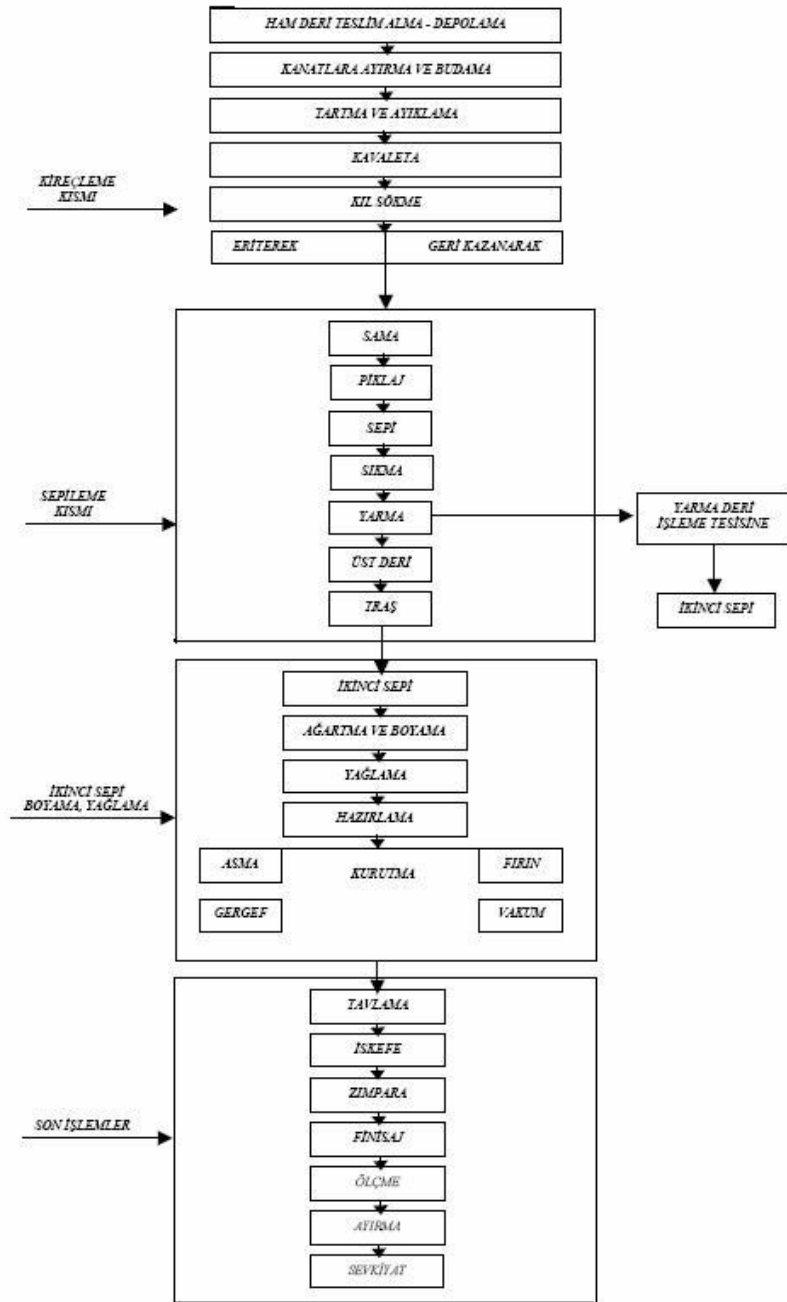 HAM DERİ TESLİM ALMA - DEPOLAMA
KANATLARA AYIRMA VE BUDAMA
TARTMA VE AYIKLAMA
KAVALETA
KİREÇLEME
KISMI
KIL SÖKME
ERİTEREK
GERİ KAZANARAK
SAMA
PİKLAJ
SEPİ
SIKMA
SEPİLEME
KISMI
YARMA
YARMA DERİ
İŞLEME TESİSİNE
ÜST DERİ
TRAŞ
İKİNCİ SEPİ
İKİNCİ SEPİ
AĞARTMA VE BOYAMA
YAĞLAMA
İKİNCİ SEPİ
BOYAMA, YAĞLAMA
HAZIRLAMA
ASMA
KURUTMA
FIRIN
GERGEF
VAKUM
TAVLAMA
İSKEFE
ZIMPARA
SON İŞLEMLER
FİNİSAJ
ÖLÇME
AYIRMA
SEVKİYAT